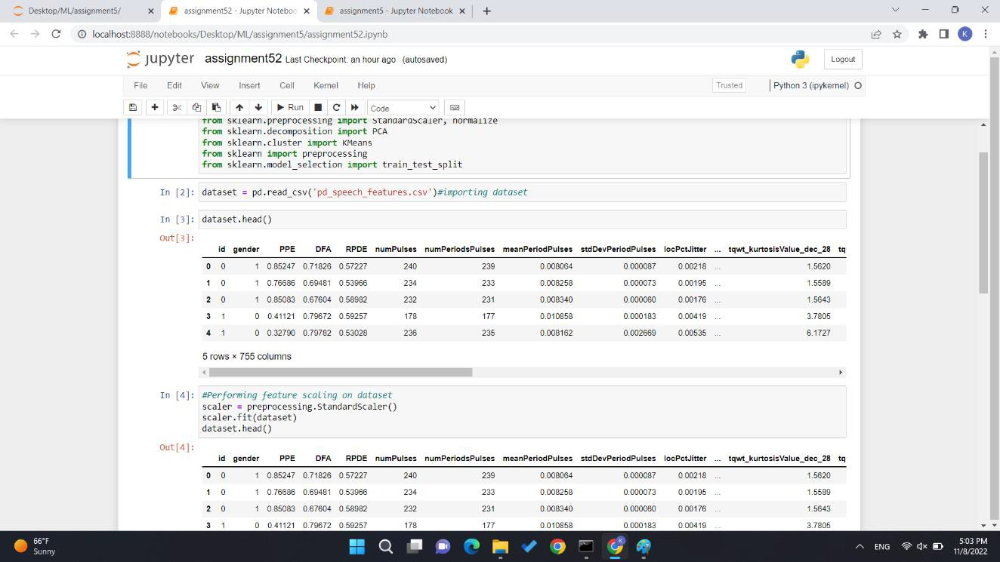 Desktop/ML/assignment5/
assignment52 - Jupyter Noteboo
assignment5 - Jupyter Notebook
localhost:8888/notebooks/Desktop/ML/assignment5/assignment52.ipynb
K
jupyter assignment52 Last Checkpoint: an hour ago (autosaved)
Logout
File Edit View Insert Cell Kernel Help
Trusted
Python 3 (ipykernel)
Run
Code
from sklearn.preprocessing import StandardScaler, normalize
from sklearn.decomposition import PCA
from sklearn.cluster import KMeans
from sklearn import preprocessing
from sklearn.model_selection import train_test_split
In [2]: dataset = pd.read_csv('pd_speech_features.csv')#importing dataset
In [3]: dataset.head()
Out[3]:
id gender PPE DFA RPDE numPulses numPeriodsPulses meanPeriodPulses stdDevPeriodPulses locPctJitter ... tqwt_kurtosisValue_dec_28 tq
0 0 1 0.85247 0.71826 0.57227 240 239 0.008064 0.000087 0.00218 ... 1.5620
1 0 1 0.76686 0.69481 0.53966 234 233 0.008258 0.000073 0.00195 ... 1.5589
2 0 1 0.85083 0.67604 0.58982 232 231 0.008340 0.000060 0.00176 ... 1.5643
3 1 0 0.41121 0.79672 0.59257 178 177 0.010858 0.000183 0.00419 ... 3.7805
4 1 0 0.32790 0.79782 0.53028 236 235 0.008162 0.002669 0.00535 ... 6.1727
5 rows × 755 columns
In [4]: #Performing feature scaling on dataset
scaler = preprocessing.StandardScaler()
scaler.fit(dataset)
dataset.head()
Out[4]:
id gender PPE DFA RPDE numPulses numPeriodsPulses meanPeriodPulses stdDevPeriodPulses locPctJitter ... tqwt_kurtosisValue_dec_28 tq
0 0 1 0.85247 0.71826 0.57227 240 239 0.008064 0.000087 0.00218 ... 1.5620
1 0 1 0.76686 0.69481 0.53966 234 233 0.008258 0.000073 0.00195 ... 1.5589
2 0 1 0.85083 0.67604 0.58982 232 231 0.008340 0.000060 0.00176 ... 1.5643
3 1 0 0.41121 0.79672 0.59257 178 177 0.010858 0.000183 0.00419 ... 3.7805
66°F
Sunny
K
ENG
5:03 PM
11/8/2022